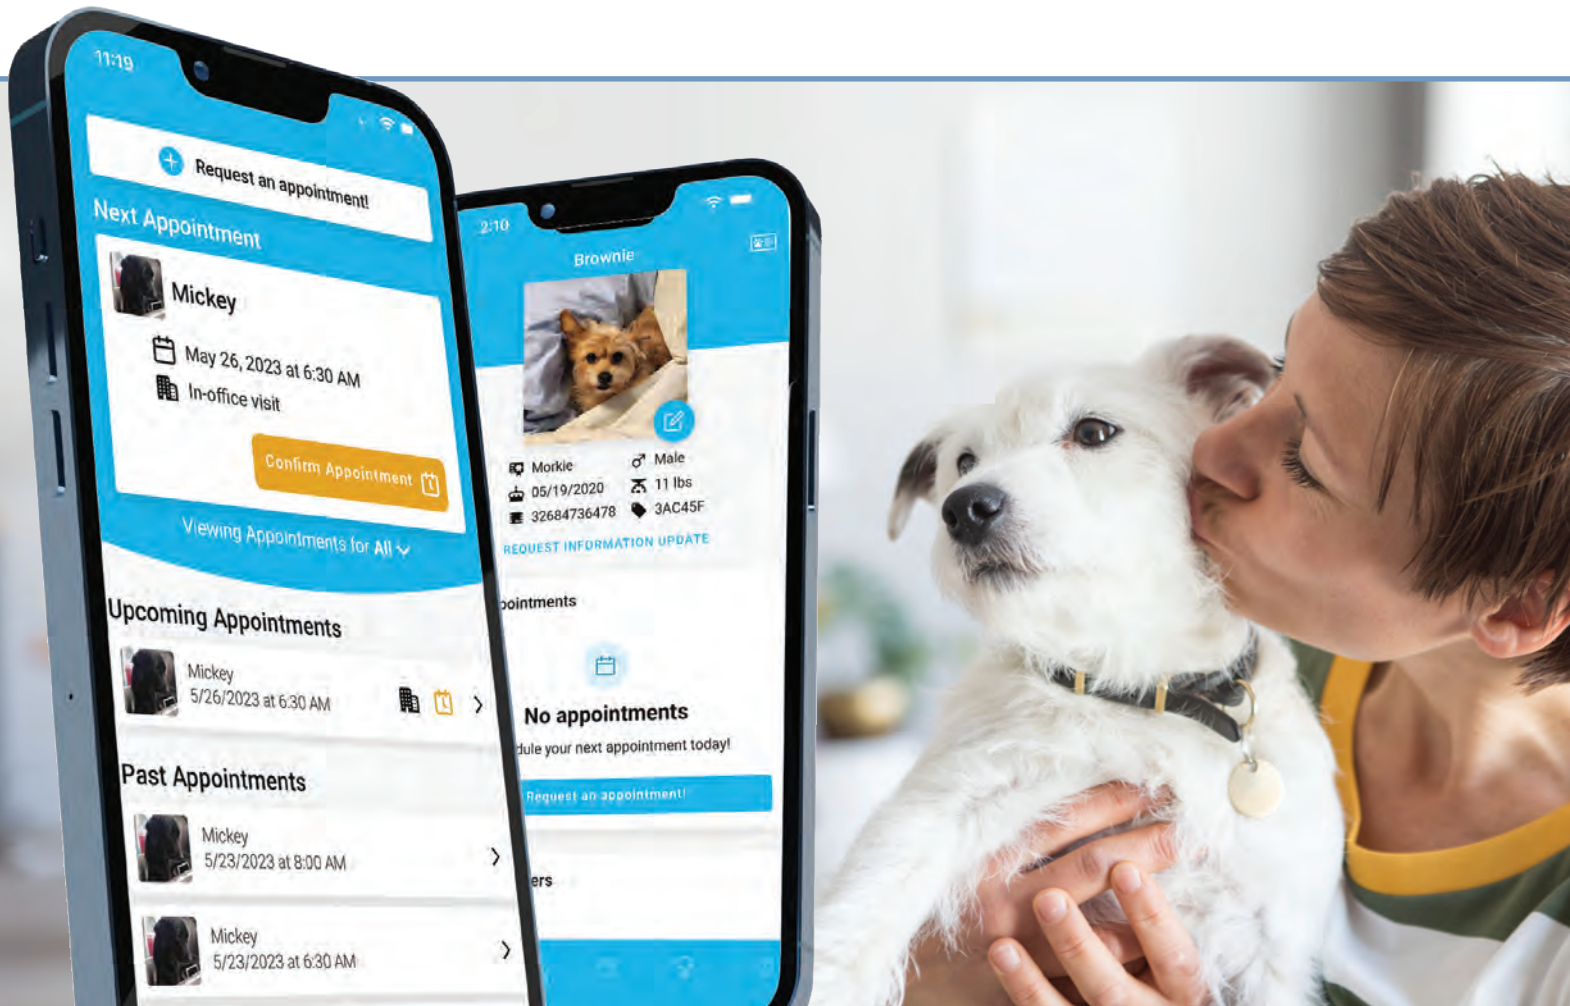 11:19
Request an appointment!
Next Appointment
Mickey
May 26, 2023 at 6:30 AM
In-office visit
Confirm Appointment
Viewing Appointments for All
Upcoming Appointments
Mickey
5/26/2023 at 6:30 AM
Past Appointments
Mickey
5/23/2023 at 8:00 AM
Mickey
5/23/2023 at 6:30 AM
2:10
Brownie
Morkie
Male
05/19/2020
11 lbs
32684736478
3AC45F
REQUEST INFORMATION UPDATE
pointments
No appointments
dule your next appointment today!
Request an appointment!
ers